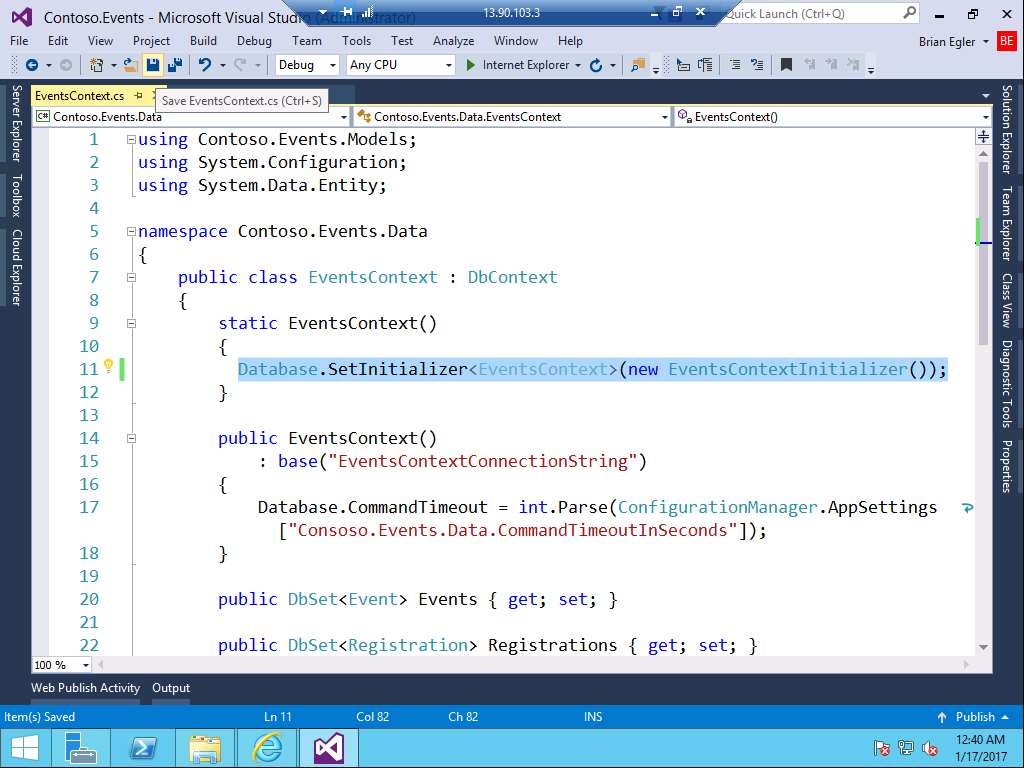 Contoso.Events - Microsoft Visual Studio (Administrator)
13.90.103.3
Quick Launch (Ctrl+Q)
File Edit View Project Build Debug Team Tools Test Analyze Window Help
Brian Egler BE
Debug Any CPU Internet Explorer
EventsContext.cs
Save EventsContext.cs (Ctrl+S)
C# Contoso.Events.Data
Contoso.Events.Data.EventsContext
EventsContext()
Server Explorer
Toolbox
Cloud Explorer
1 using Contoso.Events.Models;
2 using System.Configuration;
3 using System.Data.Entity;
4
5 namespace Contoso.Events.Data
6 {
7 public class EventsContext : DbContext
8 {
9 static EventsContext()
10 {
11 Database.SetInitializer<EventsContext>(new EventsContextInitializer());
12 }
13
14 public EventsContext()
15 : base("EventsContextConnectionString")
16 {
17 Database.CommandTimeout = int.Parse(ConfigurationManager.AppSettings
["Consoso.Events.Data.CommandTimeoutInSeconds"]);
18 }
19
20 public DbSet<Event> Events { get; set; }
21
22 public DbSet<Registration> Registrations { get; set; }
Solution Explorer
Team Explorer
Class View
Diagnostic Tools
Properties
100 %
Web Publish Activity Output
Item(s) Saved Ln 11 Col 82 Ch 82 INS Publish
12:40 AM
1/17/2017